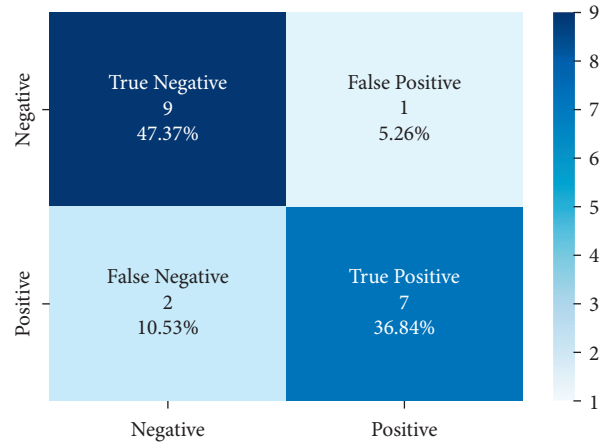 True Negative
9
47.37%
False Positive
1
5.26%
False Negative
2
10.53%
True Positive
7
36.84%
Negative
Positive
Negative
Positive
9
8
7
6
5
4
3
2
1